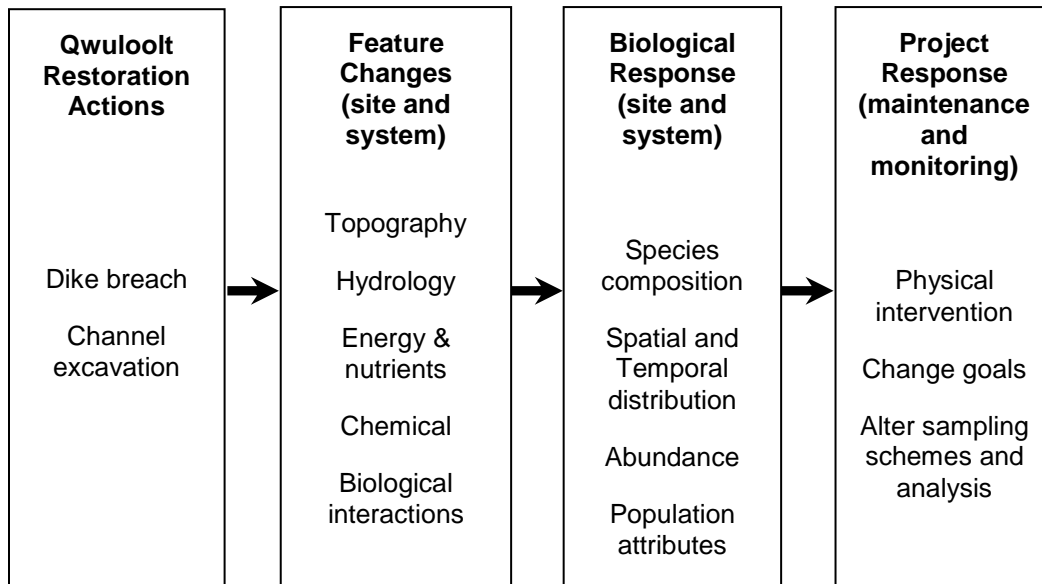 Qwuloolt
Restoration
Actions
Dike breach
Channel
excavation
Feature
Changes
(site and
system)
Topography
Hydrology
Energy &
nutrients
Chemical
Biological
interactions
Biological
Response
(site and
system)
Species
composition
Spatial and
Temporal
distribution
Abundance
Population
attributes
Project
Response
(maintenance
and
monitoring)
Physical
intervention
Change goals
Alter sampling
schemes and
analysis